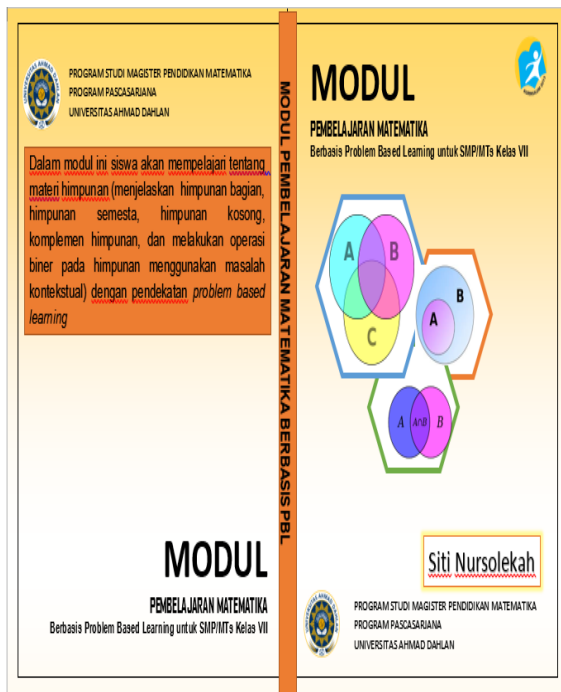 PROGRAM STUDI MAGISTER PENDIDIKAN MATEMATIKA
PROGRAM PASCASARJANA
UNIVERSITAS AHMAD DAHLAN
Dalam modul ini siswa akan mempelajari tentang
materi himpunan (menjelaskan himpunan bagian,
himpunan semesta, himpunan kosong,
komplemen himpunan, dan melakukan operasi
biner pada himpunan menggunakan masalah
kontekstual) dengan pendekatan problem based
learning
MODUL
PEMBELAJARAN MATEMATIKA
Berbasis Problem Based Learning untuk SMP/MTs Kelas VII
MODUL PEMBELAJARAN MATEMATIKA BERBASIS PBL
MODUL
PEMBELAJARAN MATEMATIKA
Berbasis Problem Based Learning untuk SMP/MTs Kelas VII
A B
C
B
A
A A∩B B
Siti Nursolekah
PROGRAM STUDI MAGISTER PENDIDIKAN MATEMATIKA
PROGRAM PASCASARJANA
UNIVERSITAS AHMAD DAHLAN
UNIVERSITAS AHMAD DAHLAN